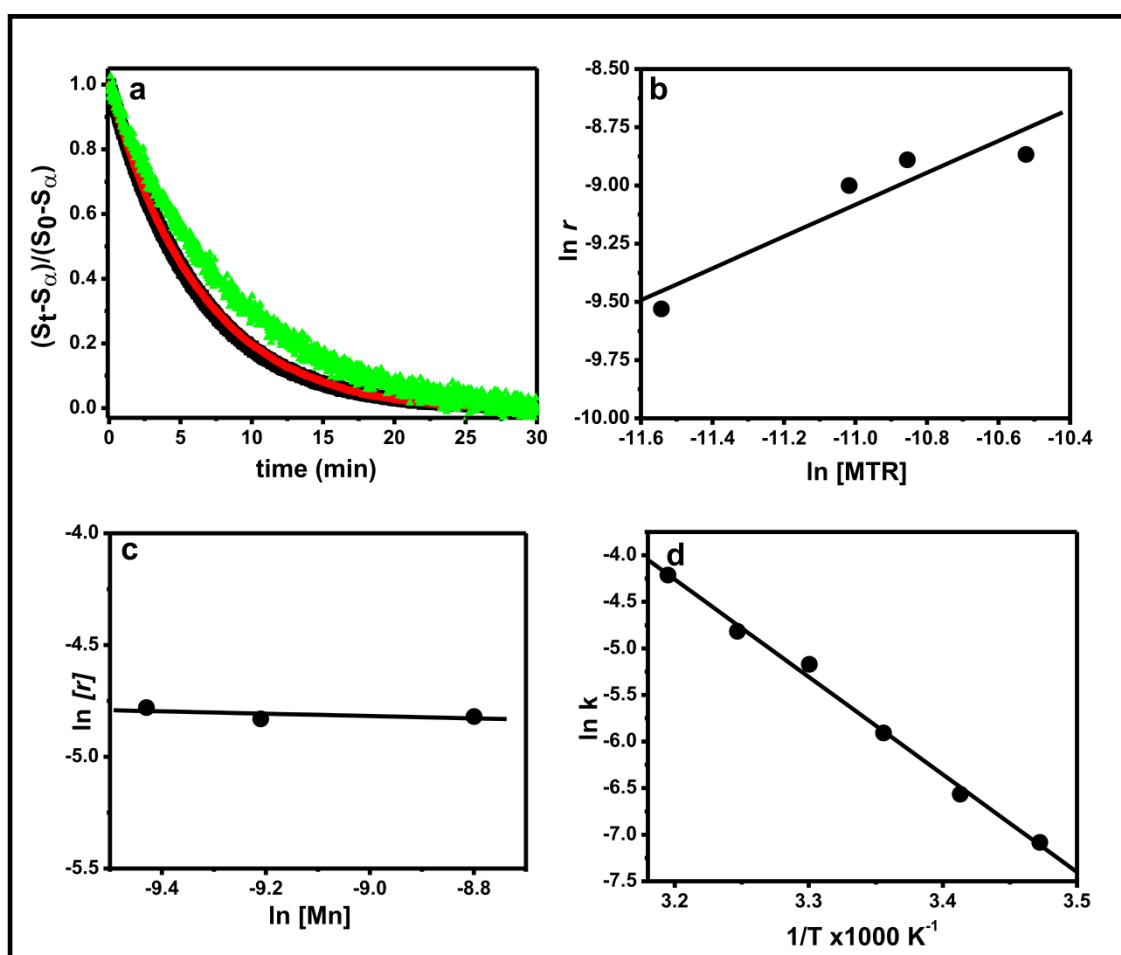 a
1.0
0.8
0.6
0.4
0.2
0.0
(St-Sα)/(S0-Sα)
0 5 10 15 20 25 30
time (min)
b
-8.50
-8.75
-9.00
-9.25
-9.50
-9.75
-10.00
ln r
-11.6 -11.4 -11.2 -11.0 -10.8 -10.6 -10.4
ln [MTR]
c
-4.0
-4.5
-5.0
-5.5
ln [r]
-9.4 -9.2 -9.0 -8.8
ln [Mn]
d
-4.0
-4.5
-5.0
-5.5
-6.0
-6.5
-7.0
-7.5
ln k
3.2 3.3 3.4 3.5
1/T x1000 K-1